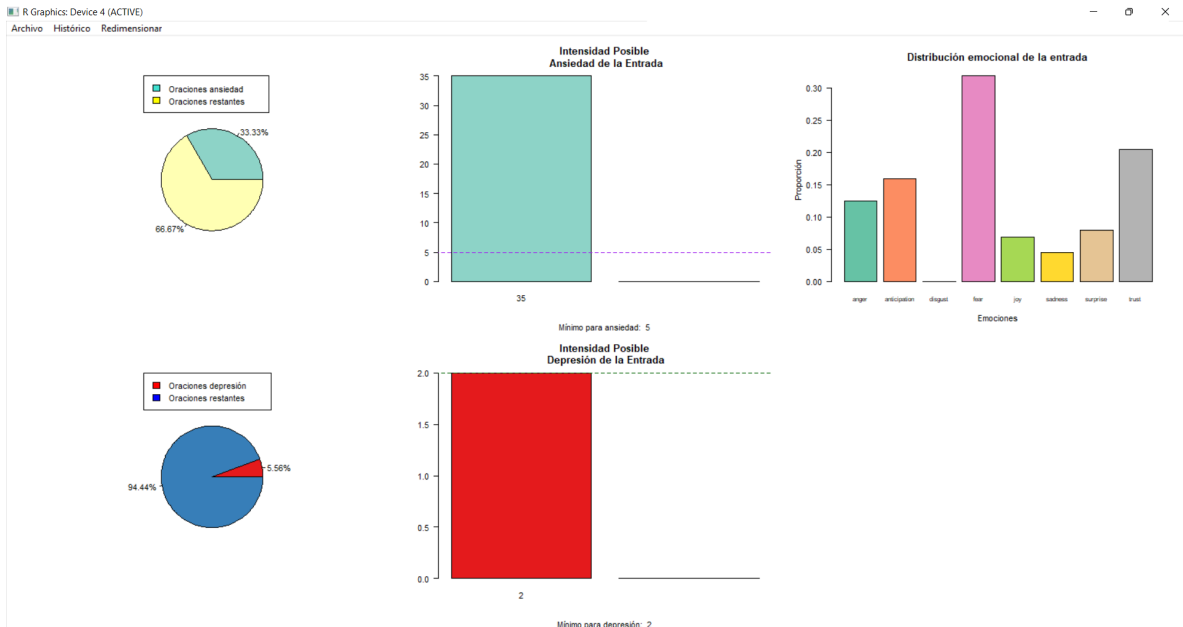 R Graphics: Device 4 (ACTIVE)
Archivo Histórico Redimensionar
Oraciones ansiedad
Oraciones restantes
33.33%
66.67%
Intensidad Posible
Ansiedad de la Entrada
35
30
25
20
15
10
5
0
35
Mínimo para ansiedad: 5
Distribución emocional de la entrada
Proporción
0.30
0.25
0.20
0.15
0.10
0.05
0.00
anger anticipation disgust fear joy sadness surprise trust
Emociones
Oraciones depresión
Oraciones restantes
5.56%
94.44%
Intensidad Posible
Depresión de la Entrada
2.0
1.5
1.0
0.5
0.0
2
Mínimo para depresión: 2